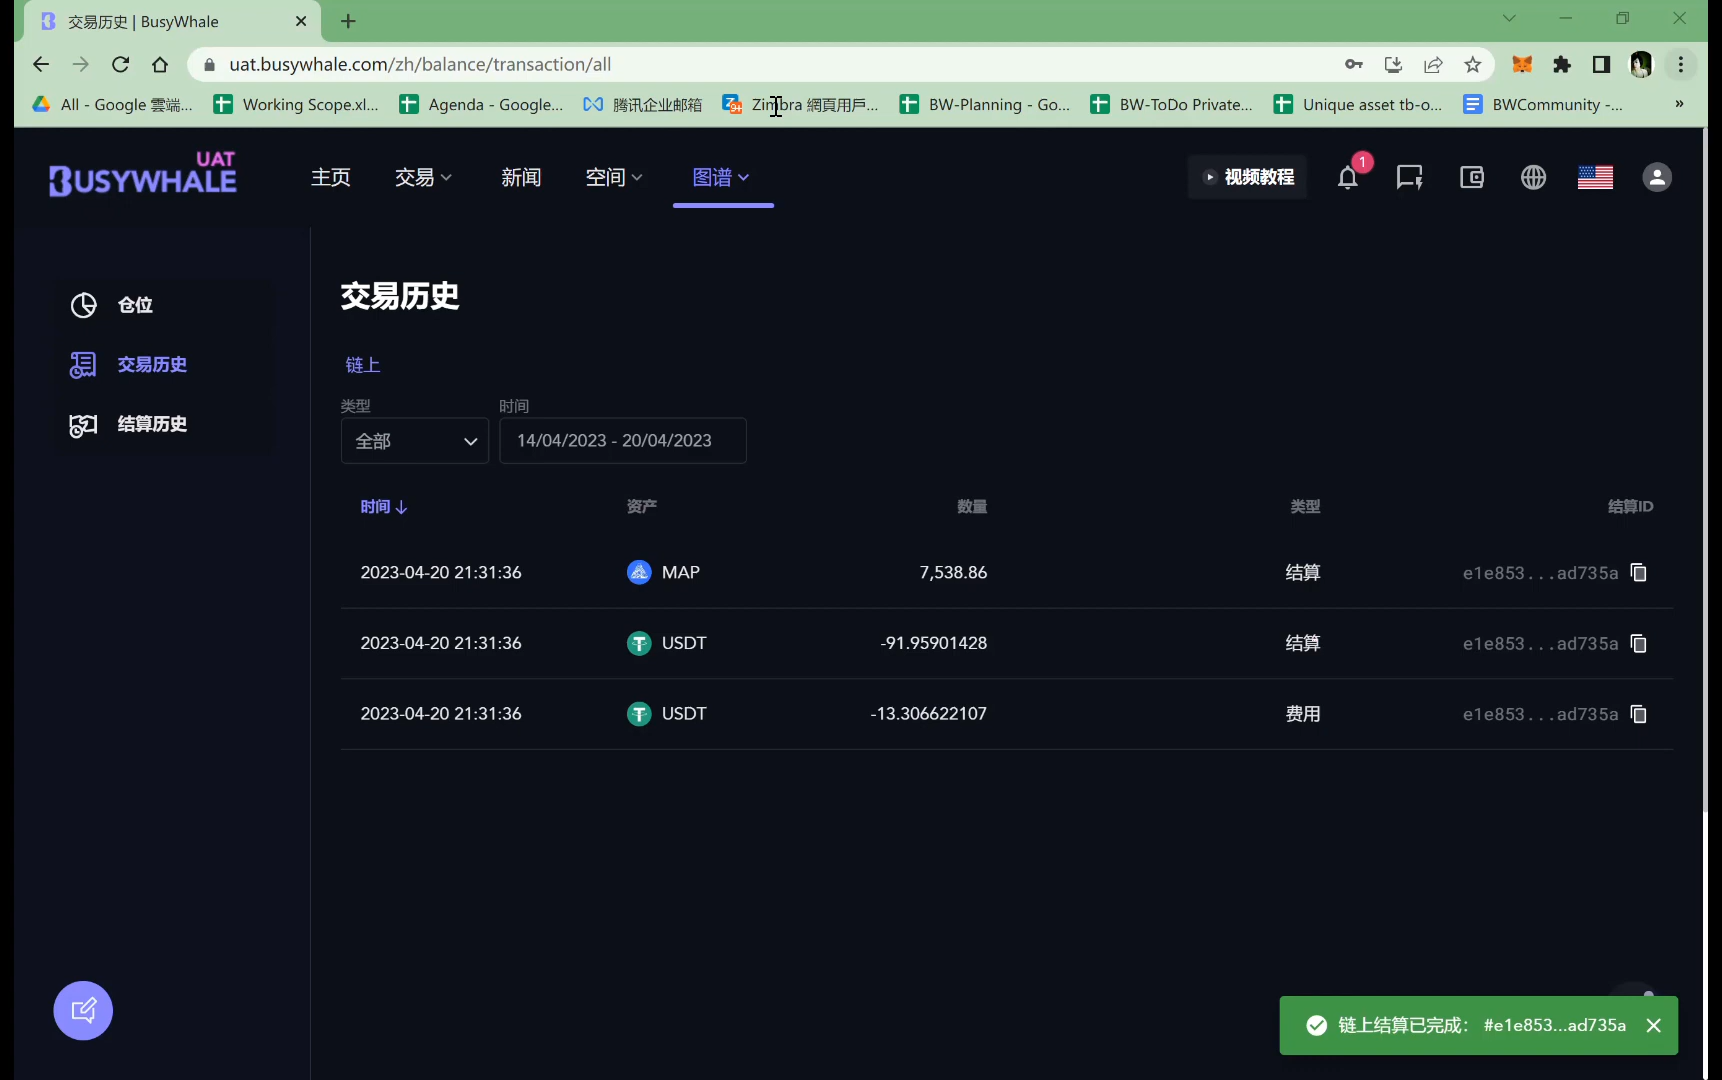 交易历史 | BusyWhale
uat.busywhale.com/zh/balance/transaction/all
All - Google 雲端... Working Scope.xl... Agenda - Google... 腾讯企业邮箱 Zimbra 網頁用戶... BW-Planning - Go... BW-ToDo Private... Unique asset tb-o... BWCommunity -... »
UAT
BUSYWHALE
主页 交易 新闻 空间 图谱 视频教程 1
仓位
交易历史
结算历史
交易历史
链上
类型 时间
全部 14/04/2023 - 20/04/2023
时间 资产 数量 类型 结算ID
2023-04-20 21:31:36 MAP 7,538.86 结算 e1e853...ad735a
2023-04-20 21:31:36 USDT -91.95901428 结算 e1e853...ad735a
2023-04-20 21:31:36 USDT -13.306622107 费用 e1e853...ad735a
链上结算已完成： #e1e853...ad735a